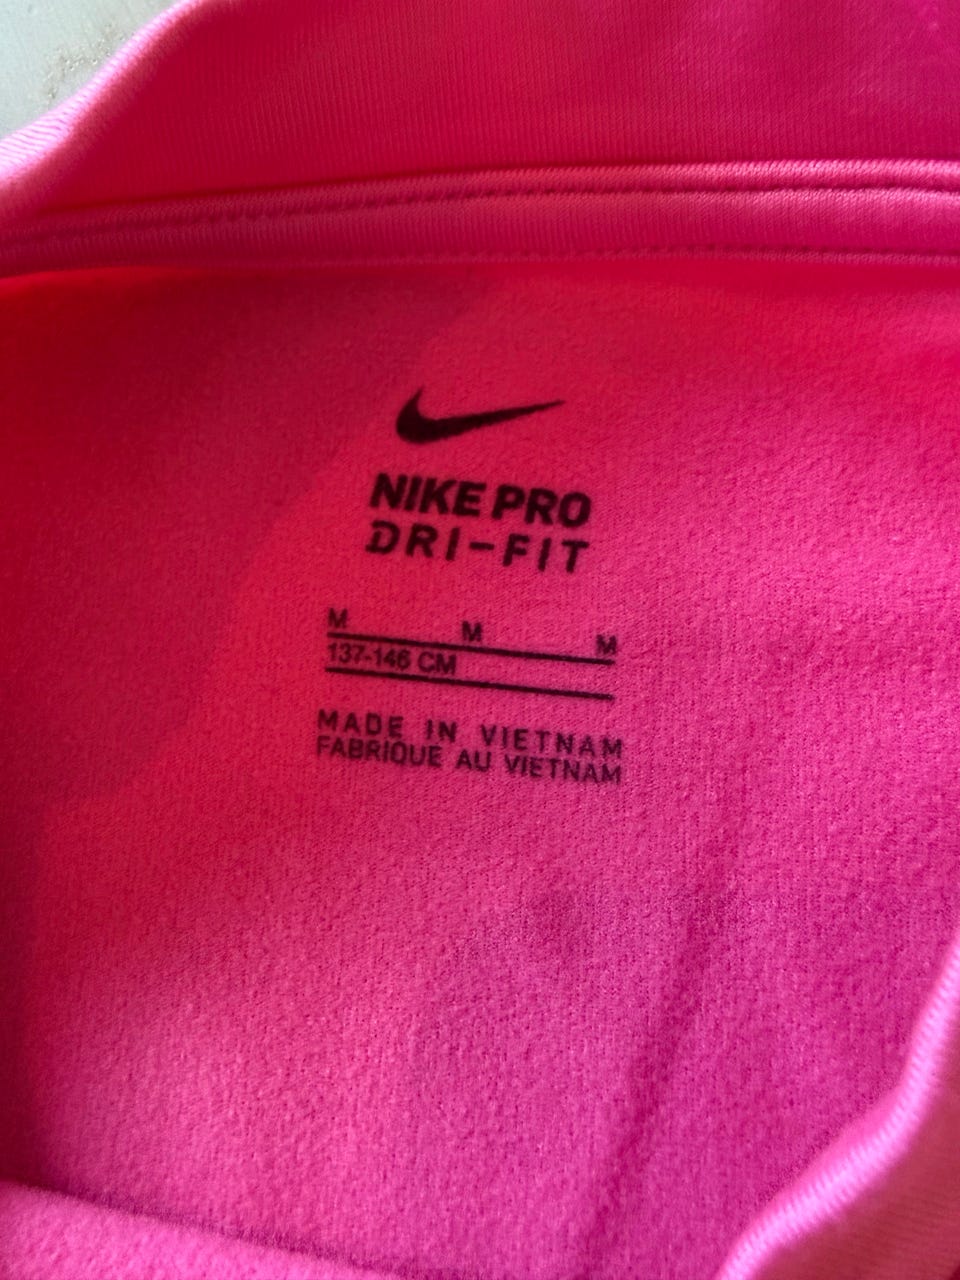 NIKE PRO
DRI-FIT
M M M
137-146 CM
MADE IN VIETNAM
FABRIQUE AU VIETNAM